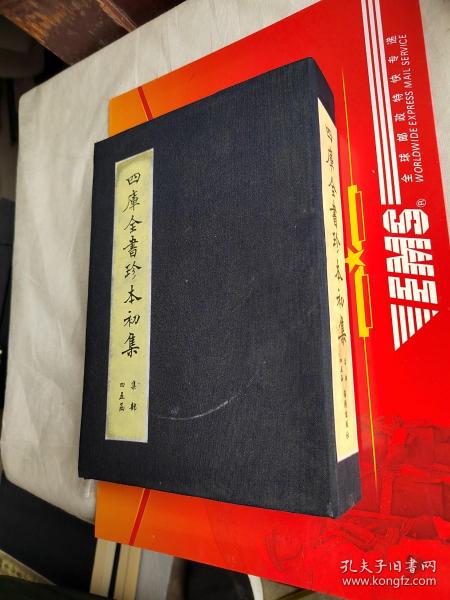 四庫全書珍本初集
集部
四五函
四庫全書珍本初集
全球邮政特快专递
WORLDWIDE EXPRESS MAIL SERVICE
EMS®
孔夫子旧书网
www.kongfz.com